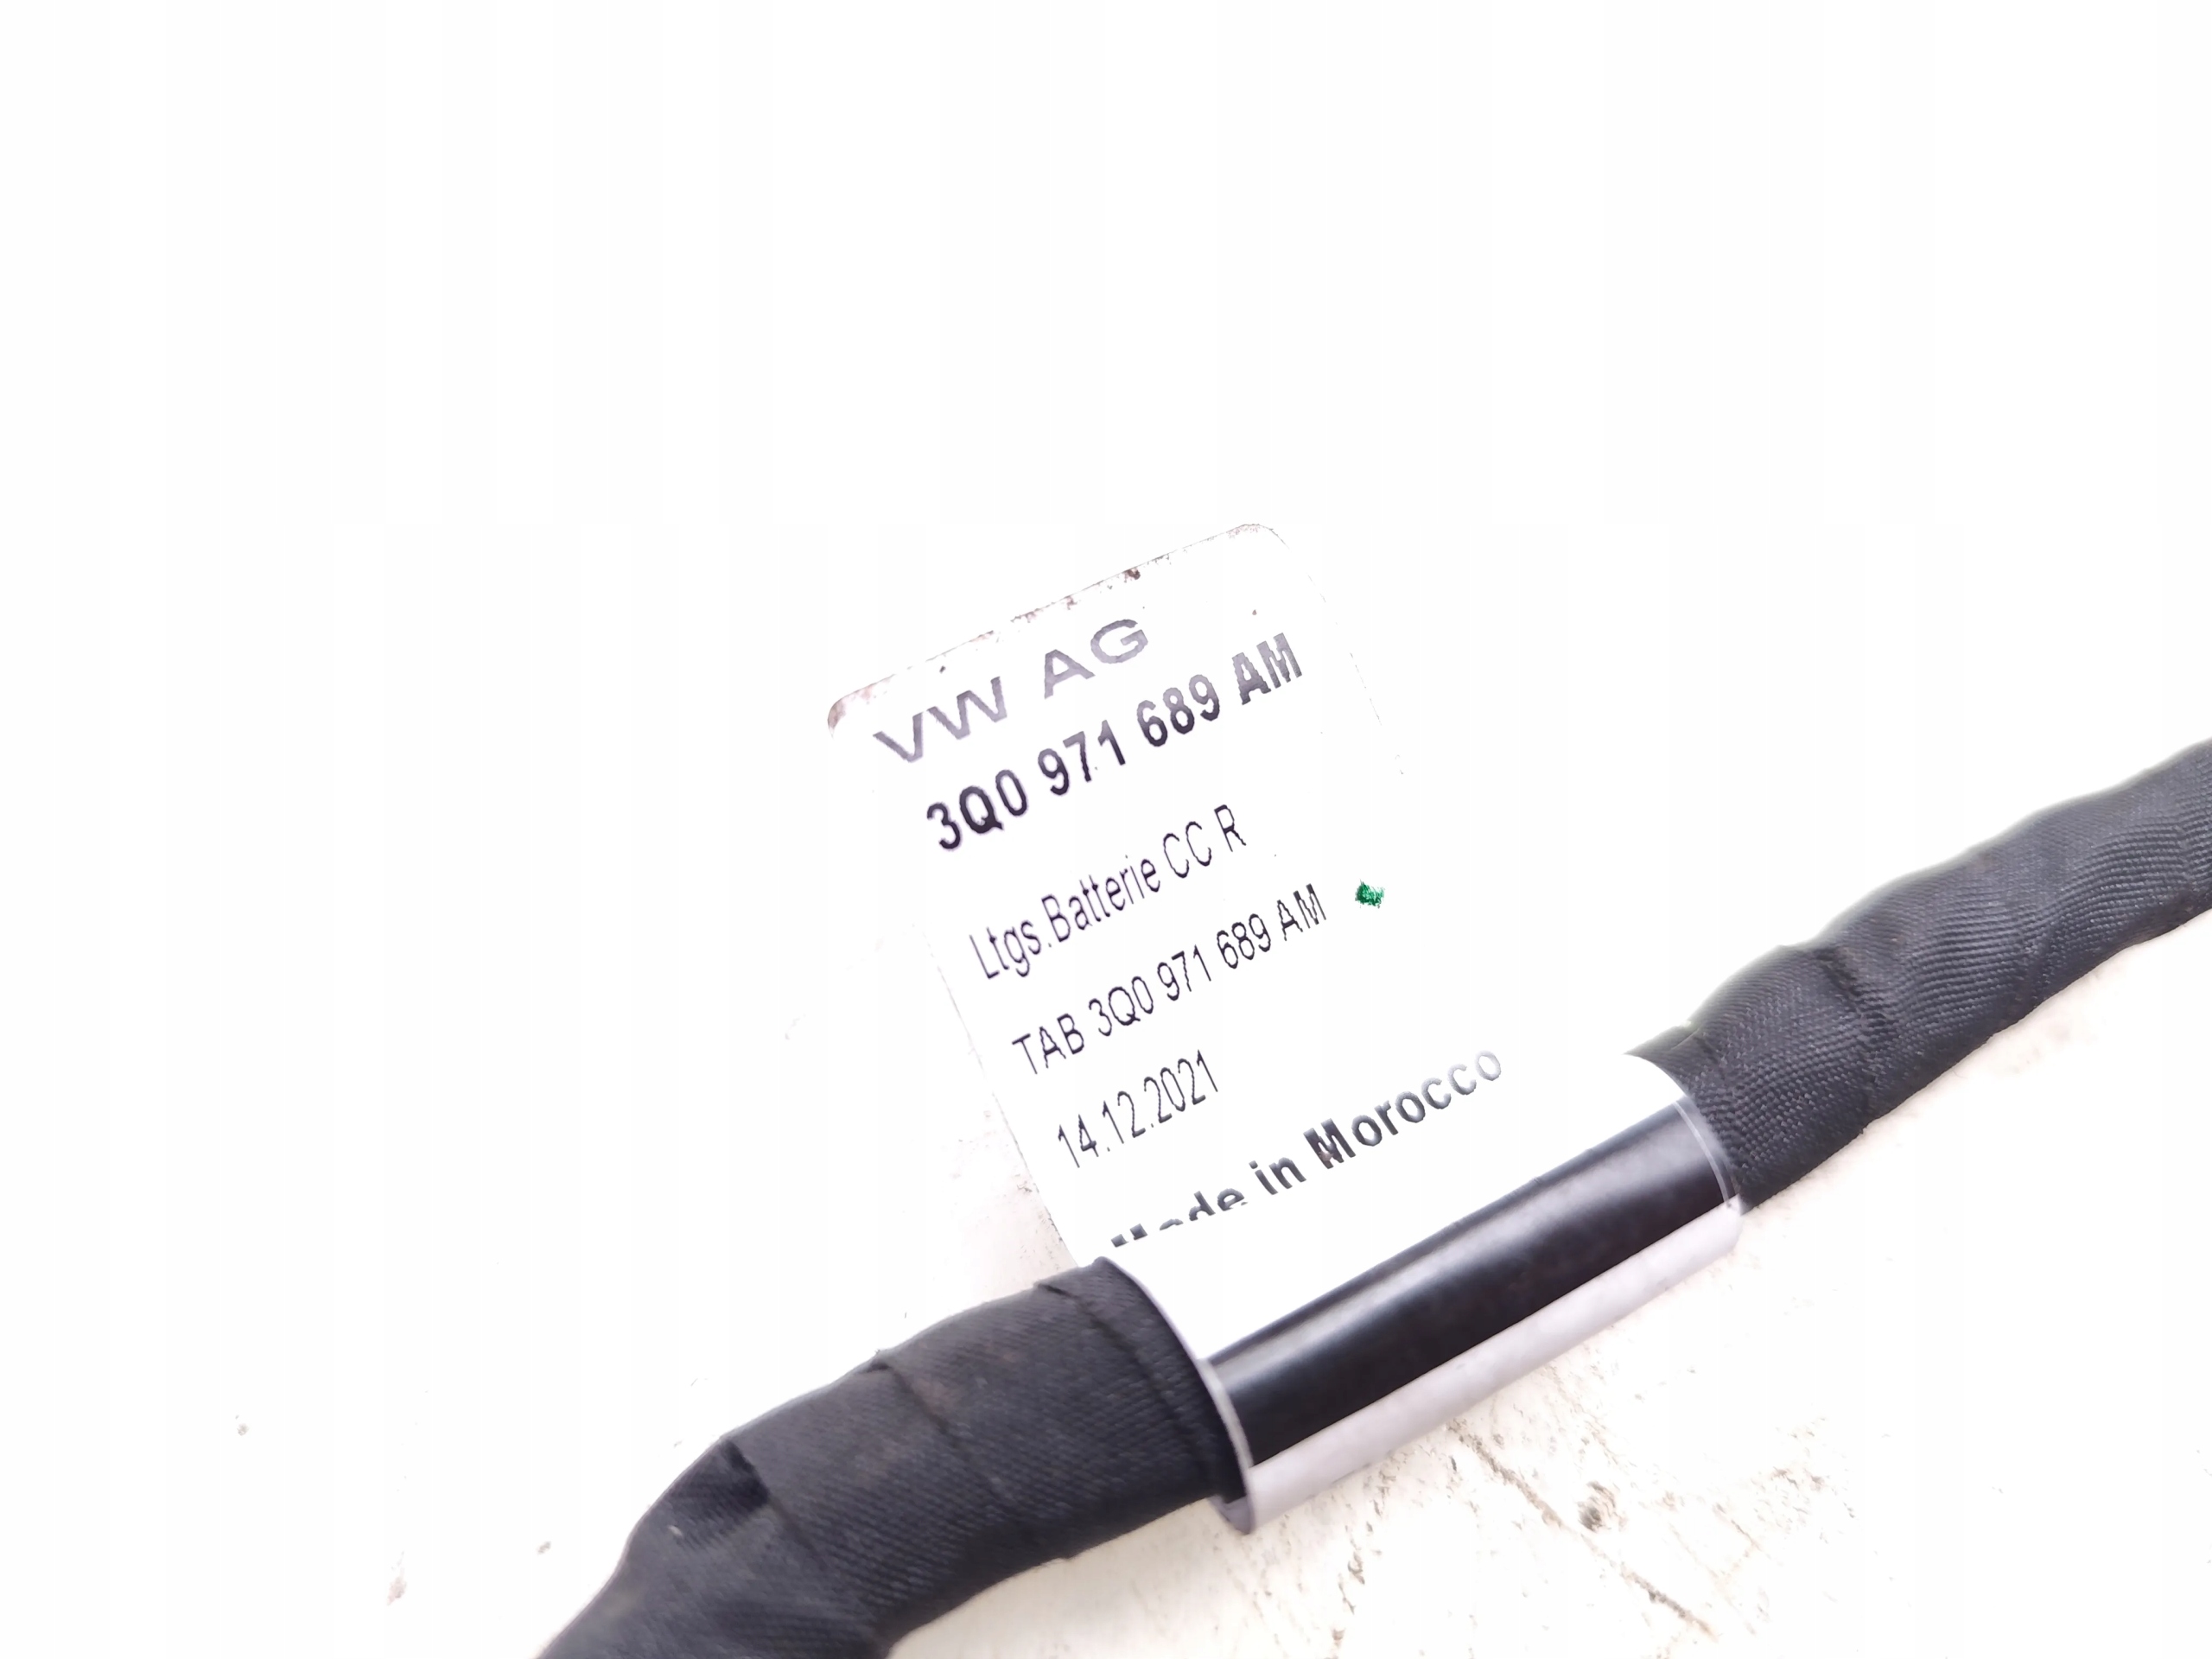 VW AG
3Q0 971 689 AM
Ltgs.Batterie CC R
TAB 3Q0 971 689 AM
14.12.2021
Made in Morocco